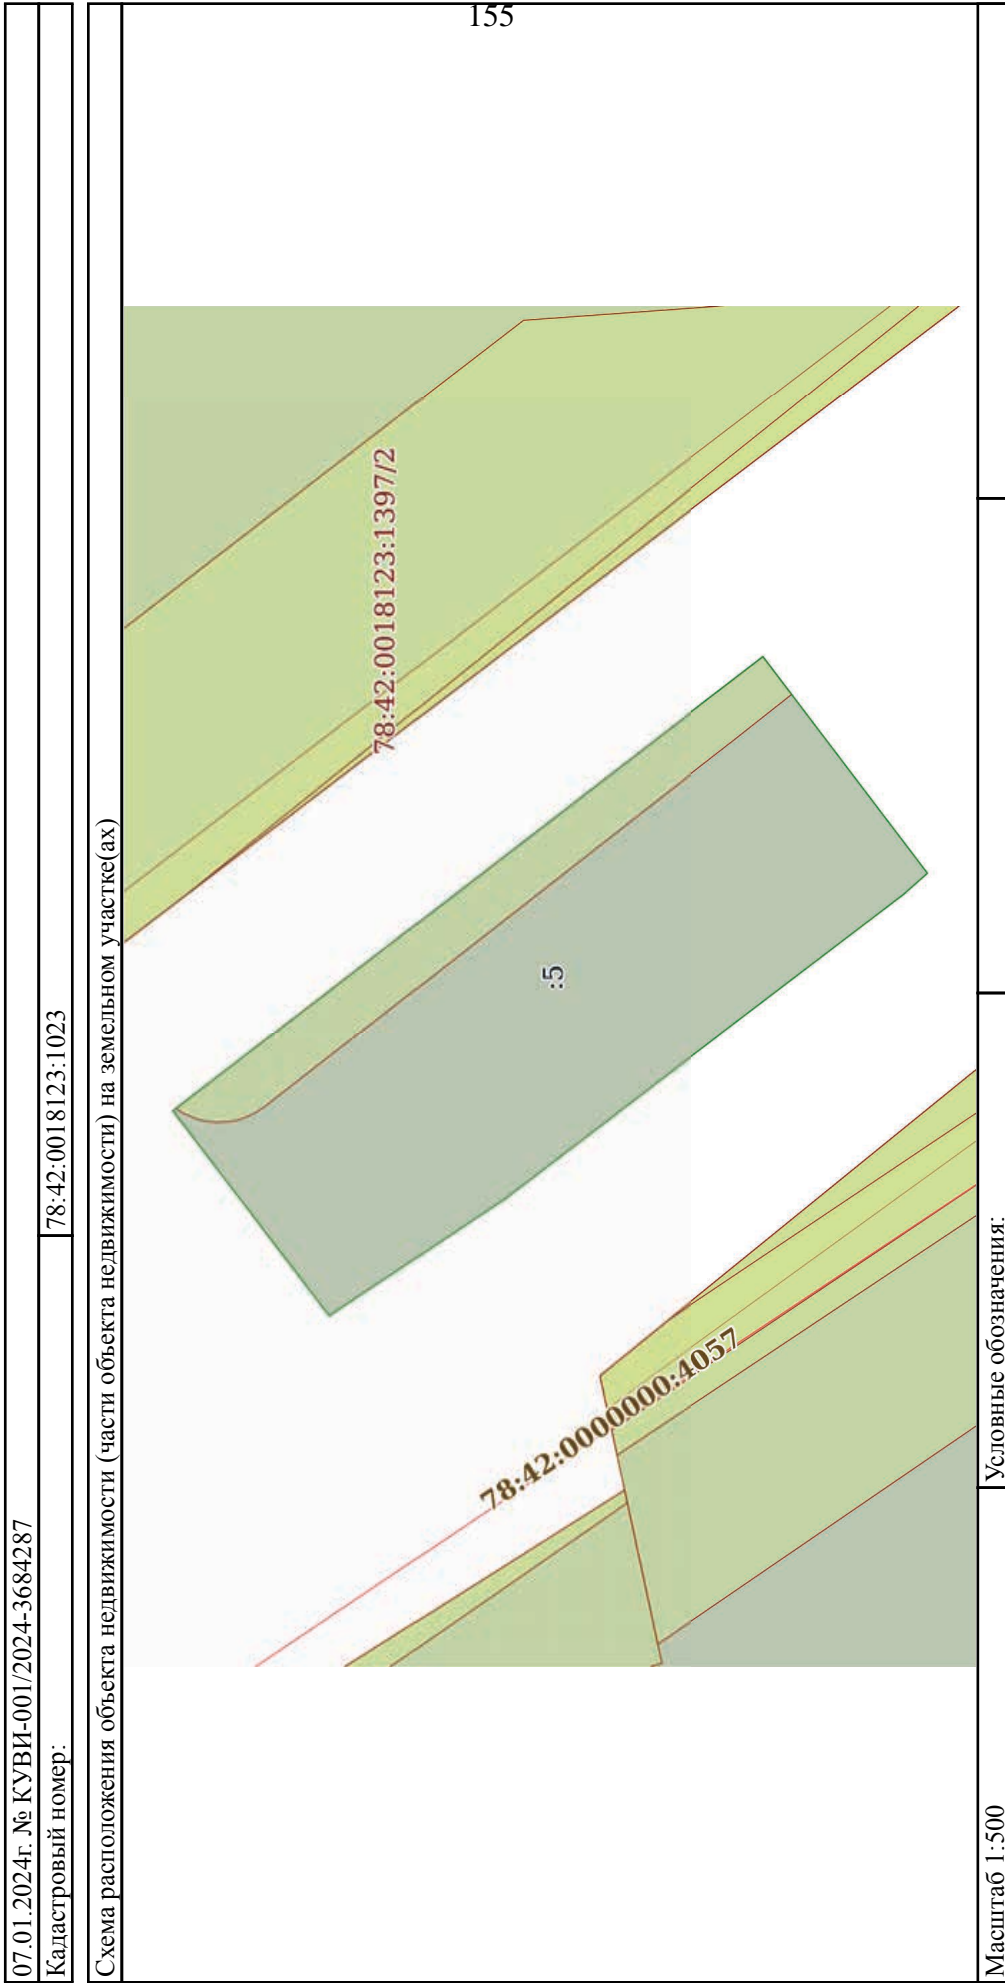 155
07.01.2024г. № КУВИ-001/2024-3684287
Кадастровый номер: 78:42:0018123:1023
Схема расположения объекта недвижимости (части объекта недвижимости) на земельном участке(ах)
78:42:0018123:1397/2
:5
78:42:0000000:4057
Масштаб 1:500 Условные обозначения: